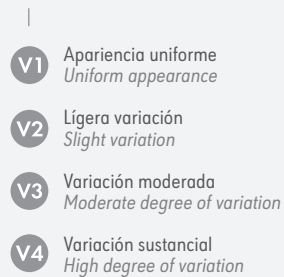 V1 Apariencia uniforme
Uniform appearance
V2 Lígera variación
Slight variation
V3 Variación moderada
Moderate degree of variation
V4 Variación sustancial
High degree of variation